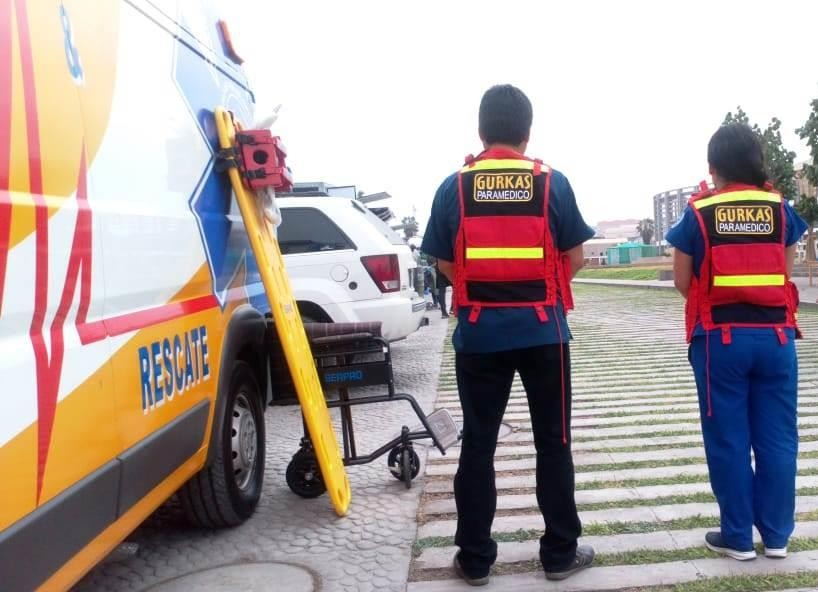 &
RESCATE
SERPRO
GURKAS
PARAMEDICO
GURKAS
PARAMEDICO